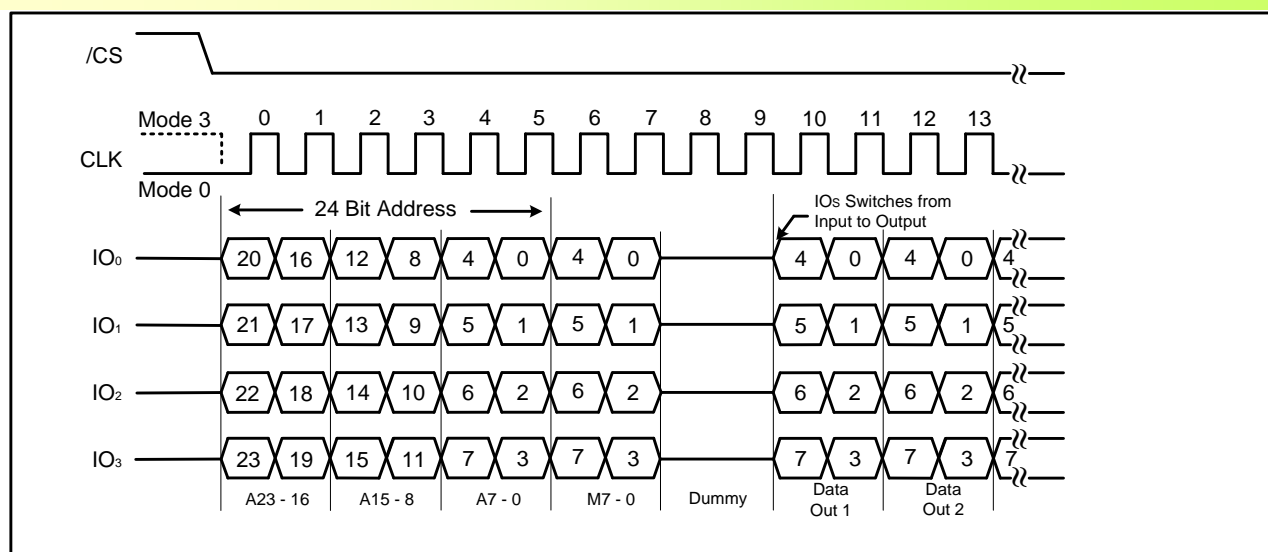 /CS
Mode 3 0 1 2 3 4 5 6 7 8 9 10 11 12 13
CLK
Mode 0
24 Bit Address
IOs Switches from
Input to Output
IO0 20 16 12 8 4 0 4 0 4 0 4 0 4
IO1 21 17 13 9 5 1 5 1 5 1 5 1 5
IO2 22 18 14 10 6 2 6 2 6 2 6 2 6
IO3 23 19 15 11 7 3 7 3 7 3 7 3 7
A23 - 16 A15 - 8 A7 - 0 M7 - 0 Dummy Data Out 1 Data Out 2